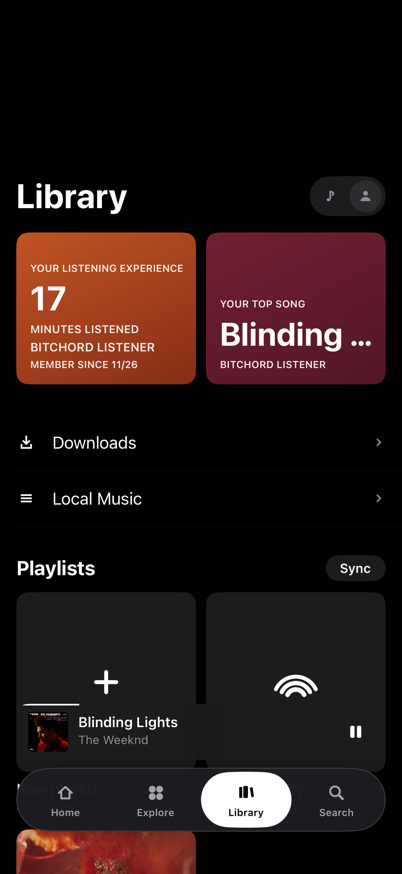 Library
YOUR LISTENING EXPERIENCE
17
MINUTES LISTENED
BITCHORD LISTENER
MEMBER SINCE 11/26
YOUR TOP SONG
Blinding ...
BITCHORD LISTENER
Downloads
Local Music
Playlists
Sync
Blinding Lights
The Weeknd
Home
Explore
Library
Search